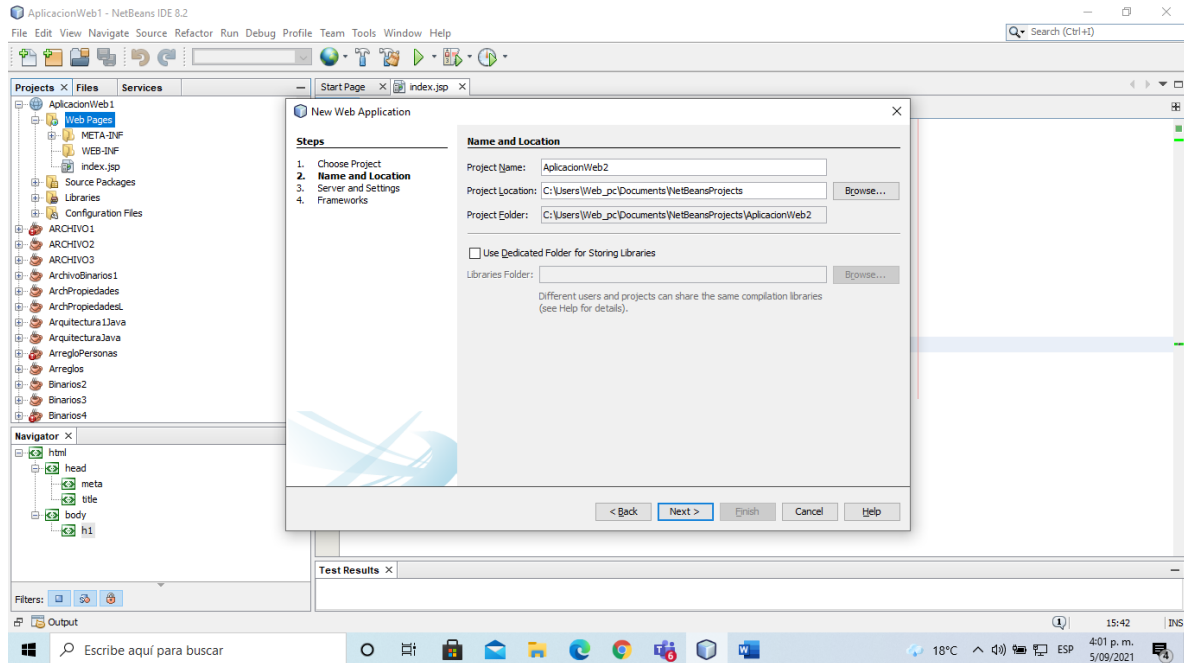 AplicacionWeb1 - NetBeans IDE 8.2
File Edit View Navigate Source Refactor Run Debug Profile Team Tools Window Help
Search (Ctrl+I)
Projects Files Services
Start Page index.jsp
AplicacionWeb1
Web Pages
META-INF
WEB-INF
index.jsp
Source Packages
Libraries
Configuration Files
ARCHIVO1
ARCHIVO2
ARCHIVO3
ArchivoBinarios1
ArchPropiedades
ArchPropiedadesL
Arquitectura1Java
ArquitecturaJava
ArregloPersonas
Arreglos
Binarios2
Binarios3
Binarios4
Navigator
html
head
meta
title
body
h1
Filters:
New Web Application
Steps
1. Choose Project
2. Name and Location
3. Server and Settings
4. Frameworks
Name and Location
Project Name: AplicacionWeb2
Project Location: C:\Users\Web_pc\Documents\NetBeansProjects Browse...
Project Folder: C:\Users\Web_pc\Documents\NetBeansProjects\AplicacionWeb2
Use Dedicated Folder for Storing Libraries
Libraries Folder: Browse...
Different users and projects can share the same compilation libraries
(see Help for details).
< Back Next > Finish Cancel Help
Test Results
Output
1 15:42 INS
Escribe aquí para buscar
6
18°C ESP 4:01 p. m.
5/09/2021
4